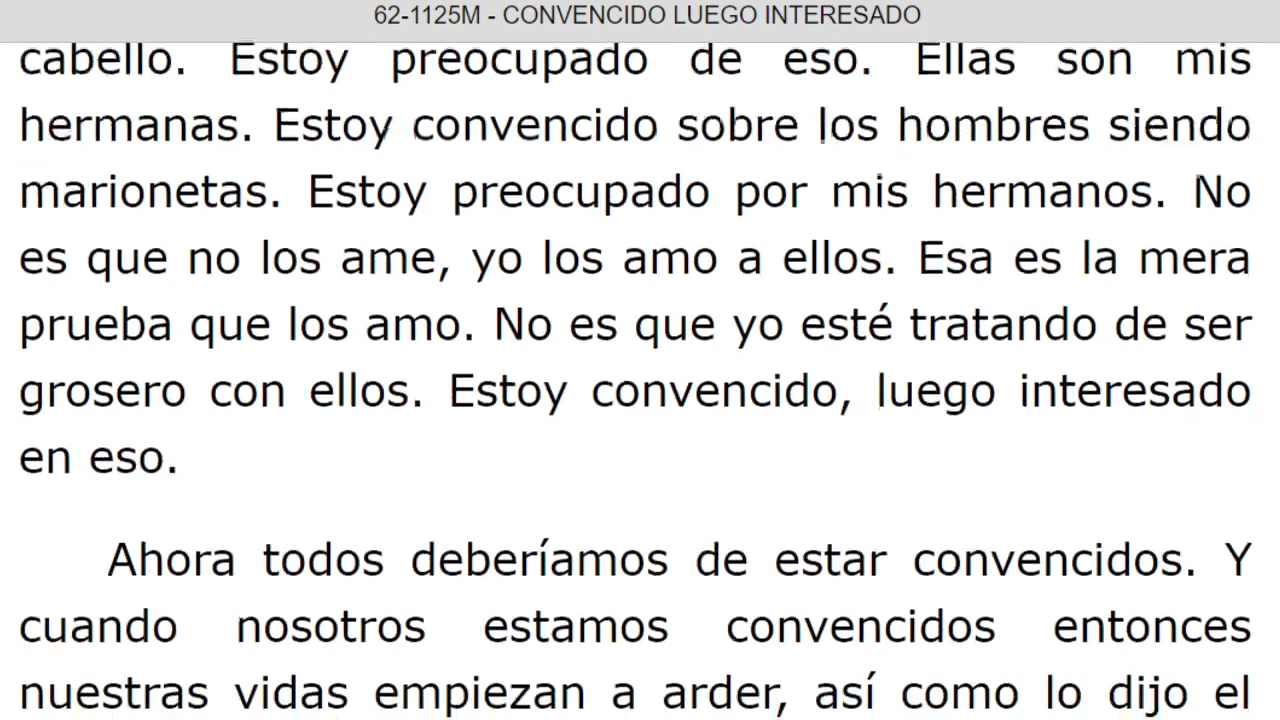 62-1125M - CONVENCIDO LUEGO INTERESADO
cabello. Estoy preocupado de eso. Ellas son mis
hermanas. Estoy convencido sobre los hombres siendo
marionetas. Estoy preocupado por mis hermanos. No
es que no los ame, yo los amo a ellos. Esa es la mera
prueba que los amo. No es que yo esté tratando de ser
grosero con ellos. Estoy convencido, luego interesado
en eso.
Ahora todos deberíamos de estar convencidos. Y
cuando nosotros estamos convencidos entonces
nuestras vidas empiezan a arder, así como lo dijo el